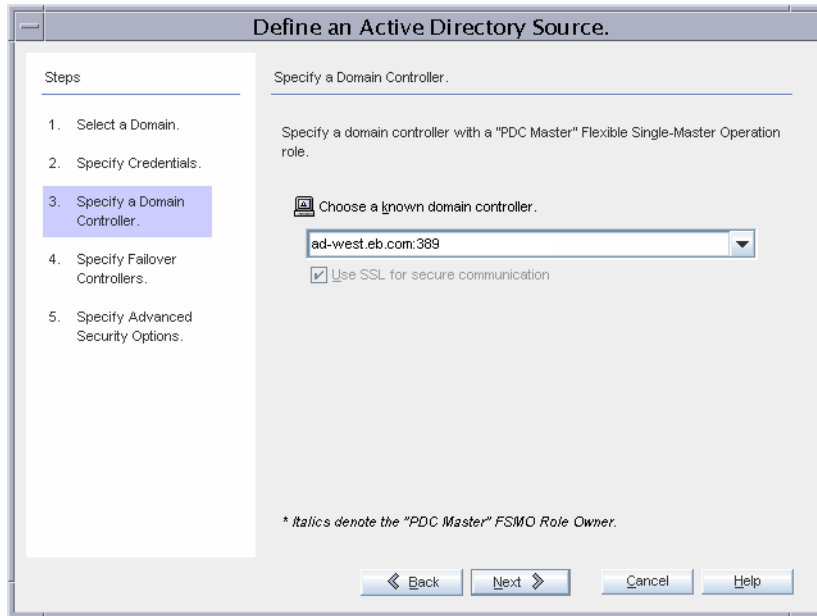 Define an Active Directory Source.
Steps
1. Select a Domain.
2. Specify Credentials.
3. Specify a Domain
Controller.
4. Specify Failover
Controllers.
5. Specify Advanced
Security Options.
Specify a Domain Controller.
Specify a domain controller with a "PDC Master" Flexible Single-Master Operation
role.
Choose a known domain controller.
ad-west.eb.com:389
Use SSL for secure communication
* Italics denote the "PDC Master" FSMO Role Owner.
Back Next Cancel Help